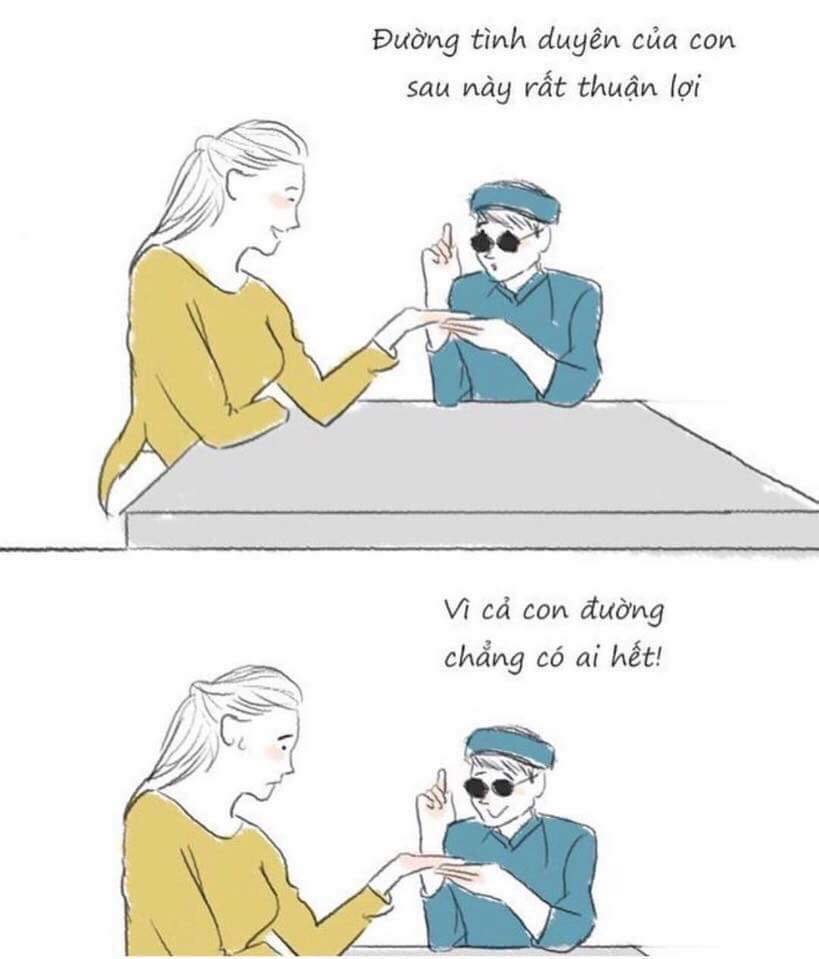 Đường tình duyên của con
sau này rất thuận lợi
Vì cả con đường
chẳng có ai hết!